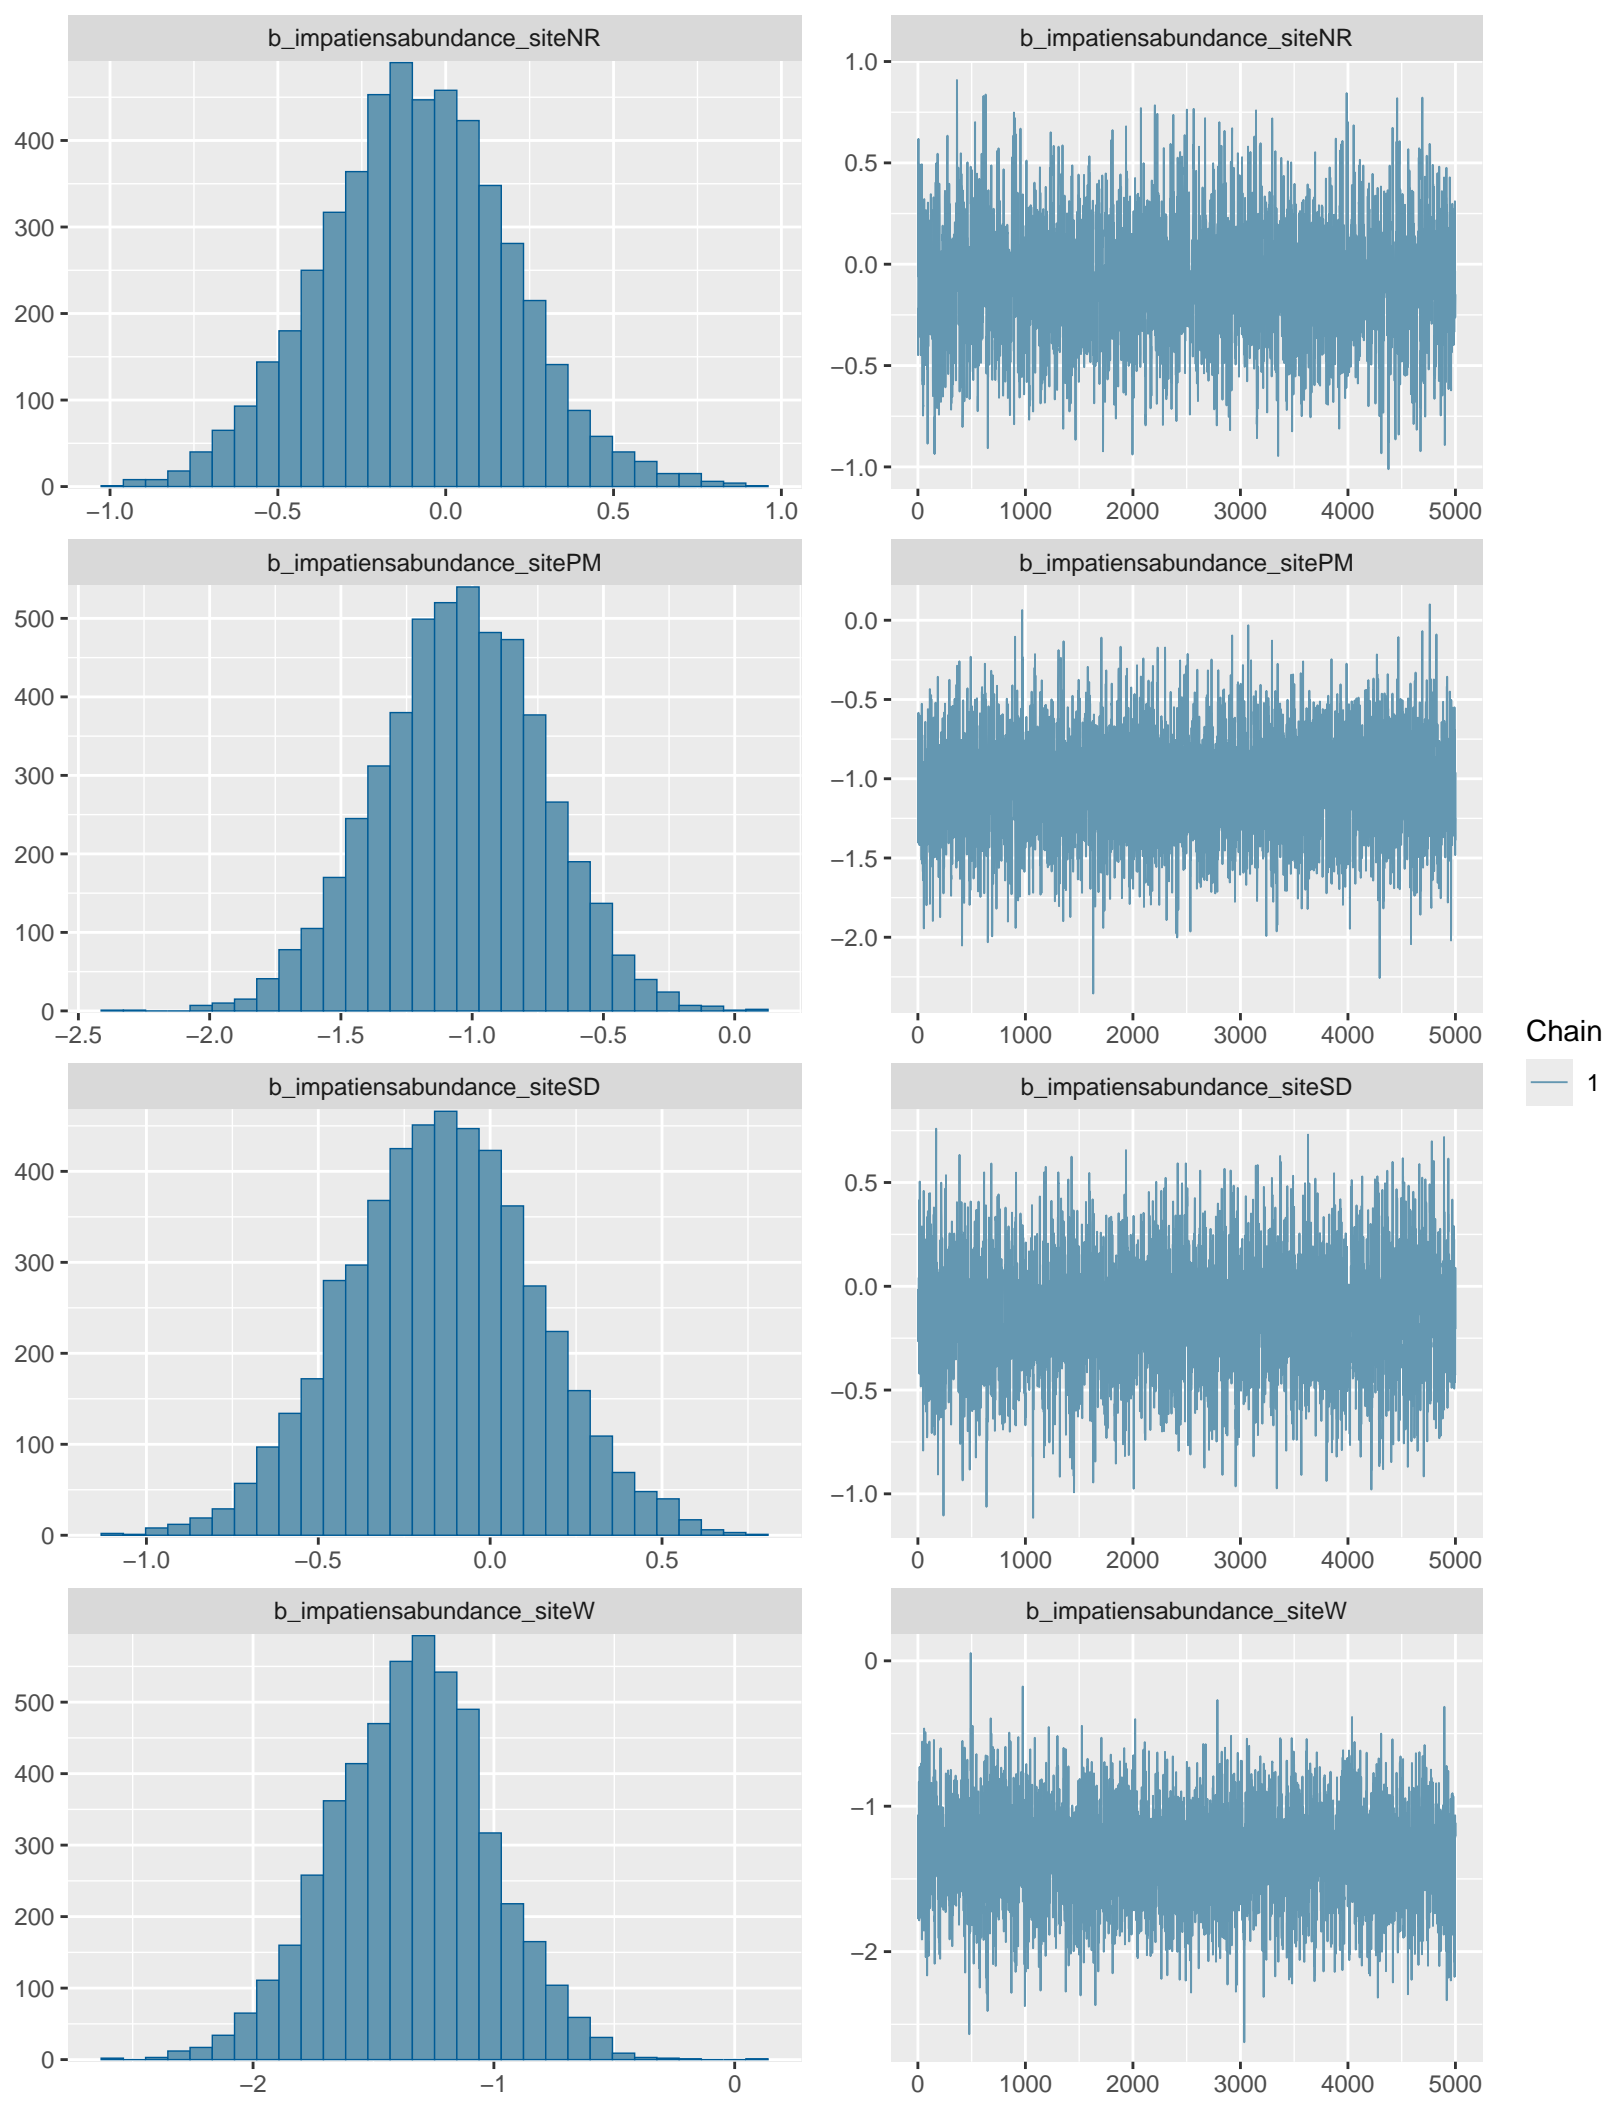 b_impatiensabundance_siteNR
b_impatiensabundance_siteNR
400
300
200
100
0
−1.0 −0.5 0.0 0.5 1.0
1.0
0.5
0.0
−0.5
−1.0
0 1000 2000 3000 4000 5000
b_impatiensabundance_sitePM
b_impatiensabundance_sitePM
500
400
300
200
100
0
−2.5 −2.0 −1.5 −1.0 −0.5 0.0
0.0
−0.5
−1.0
−1.5
−2.0
0 1000 2000 3000 4000 5000
Chain
1
b_impatiensabundance_siteSD
b_impatiensabundance_siteSD
400
300
200
100
0
−1.0 −0.5 0.0 0.5
0.5
0.0
−0.5
−1.0
0 1000 2000 3000 4000 5000
b_impatiensabundance_siteW
b_impatiensabundance_siteW
500
400
300
200
100
0
−2 −1 0
0
−1
−2
0 1000 2000 3000 4000 5000